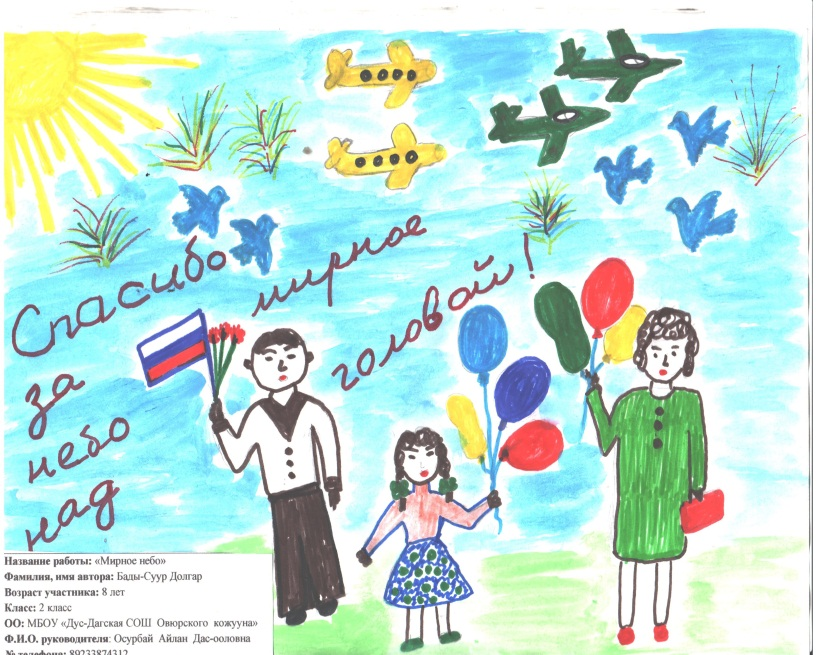 Спасибо
мирное
за
небо
над
головой!
Название работы: «Мирное небо»
Фамилия, имя автора: Бады-Суур Долгар
Возраст участника: 8 лет
Класс: 2 класс
ОО: МБОУ «Дус-Дагская СОШ Овюрского кожууна»
Ф.И.О. руководителя: Осурбай Айлан Дас-ооловна
№ телефона: 89233874312